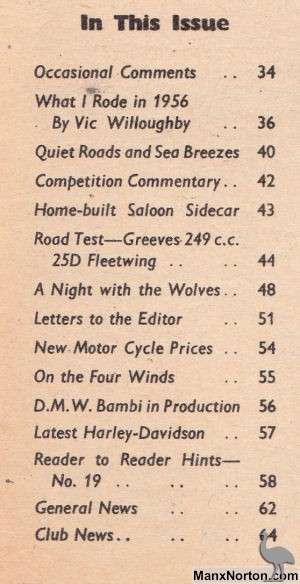 In This Issue
Occasional Comments .. 34
What I Rode in 1956
By Vic Willoughby .. 36
Quiet Roads and Sea Breezes 40
Competition Commentary.. 42
Home-built Saloon Sidecar 43
Road Test—Greeves 249 c.c.
25D Fleetwing .. .. 44
A Night with the Wolves.. 48
Letters to the Editor .. 51
New Motor Cycle Prices .. 54
On the Four Winds .. 55
D.M.W. Bambi in Production 56
Latest Harley-Davidson .. 57
Reader to Reader Hints—
No. 19 .. .. .. 58
General News .. .. 62
Club News.. .. .. 64
ManxNorton.com